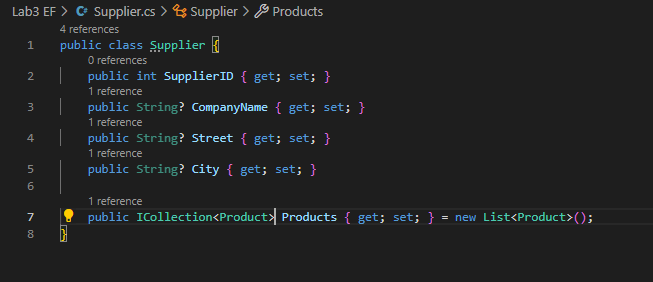 Lab3 EF > Supplier.cs > Supplier > Products
4 references
1 public class Supplier {
0 references
2 public int SupplierID { get; set; }
1 reference
3 public String? CompanyName { get; set; }
1 reference
4 public String? Street { get; set; }
1 reference
5 public String? City { get; set; }
6
1 reference
7 public ICollection<Product> Products { get; set; } = new List<Product>();
8 }